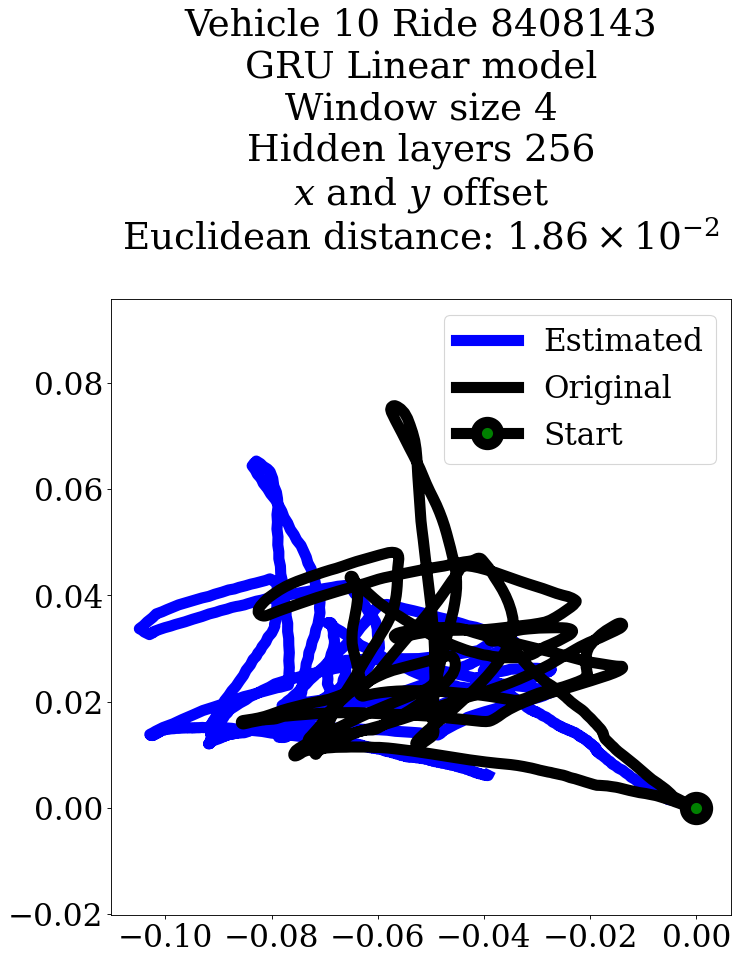 Vehicle 10 Ride 8408143
GRU Linear model
Window size 4
Hidden layers 256
x and y offset
Euclidean distance: 1.86 × 10⁻²
Estimated
Original
Start
0.08
0.06
0.04
0.02
0.00
−0.02
−0.10 −0.08 −0.06 −0.04 −0.02 0.00